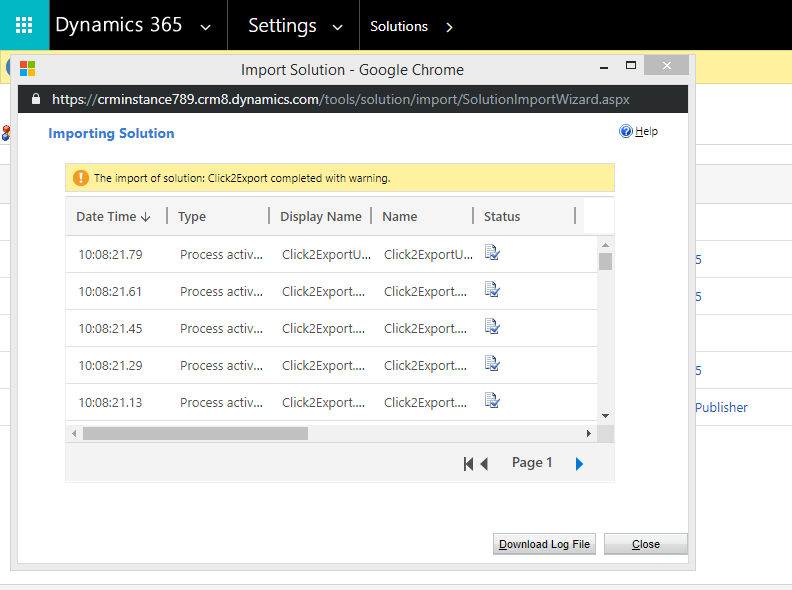 Dynamics 365 Settings Solutions
Import Solution - Google Chrome
https://crminstance789.crm8.dynamics.com/tools/solution/import/SolutionImportWizard.aspx
Importing Solution
Help
The import of solution: Click2Export completed with warning.
Date Time Type Display Name Name Status
10:08:21.79 Process activ... Click2ExportU... Click2ExportU...
5
10:08:21.61 Process activ... Click2Export.... Click2Export....
5
10:08:21.45 Process activ... Click2Export.... Click2Export....
10:08:21.29 Process activ... Click2Export.... Click2Export....
5
10:08:21.13 Process activ... Click2Export.... Click2Export....
Publisher
Page 1
Download Log File Close